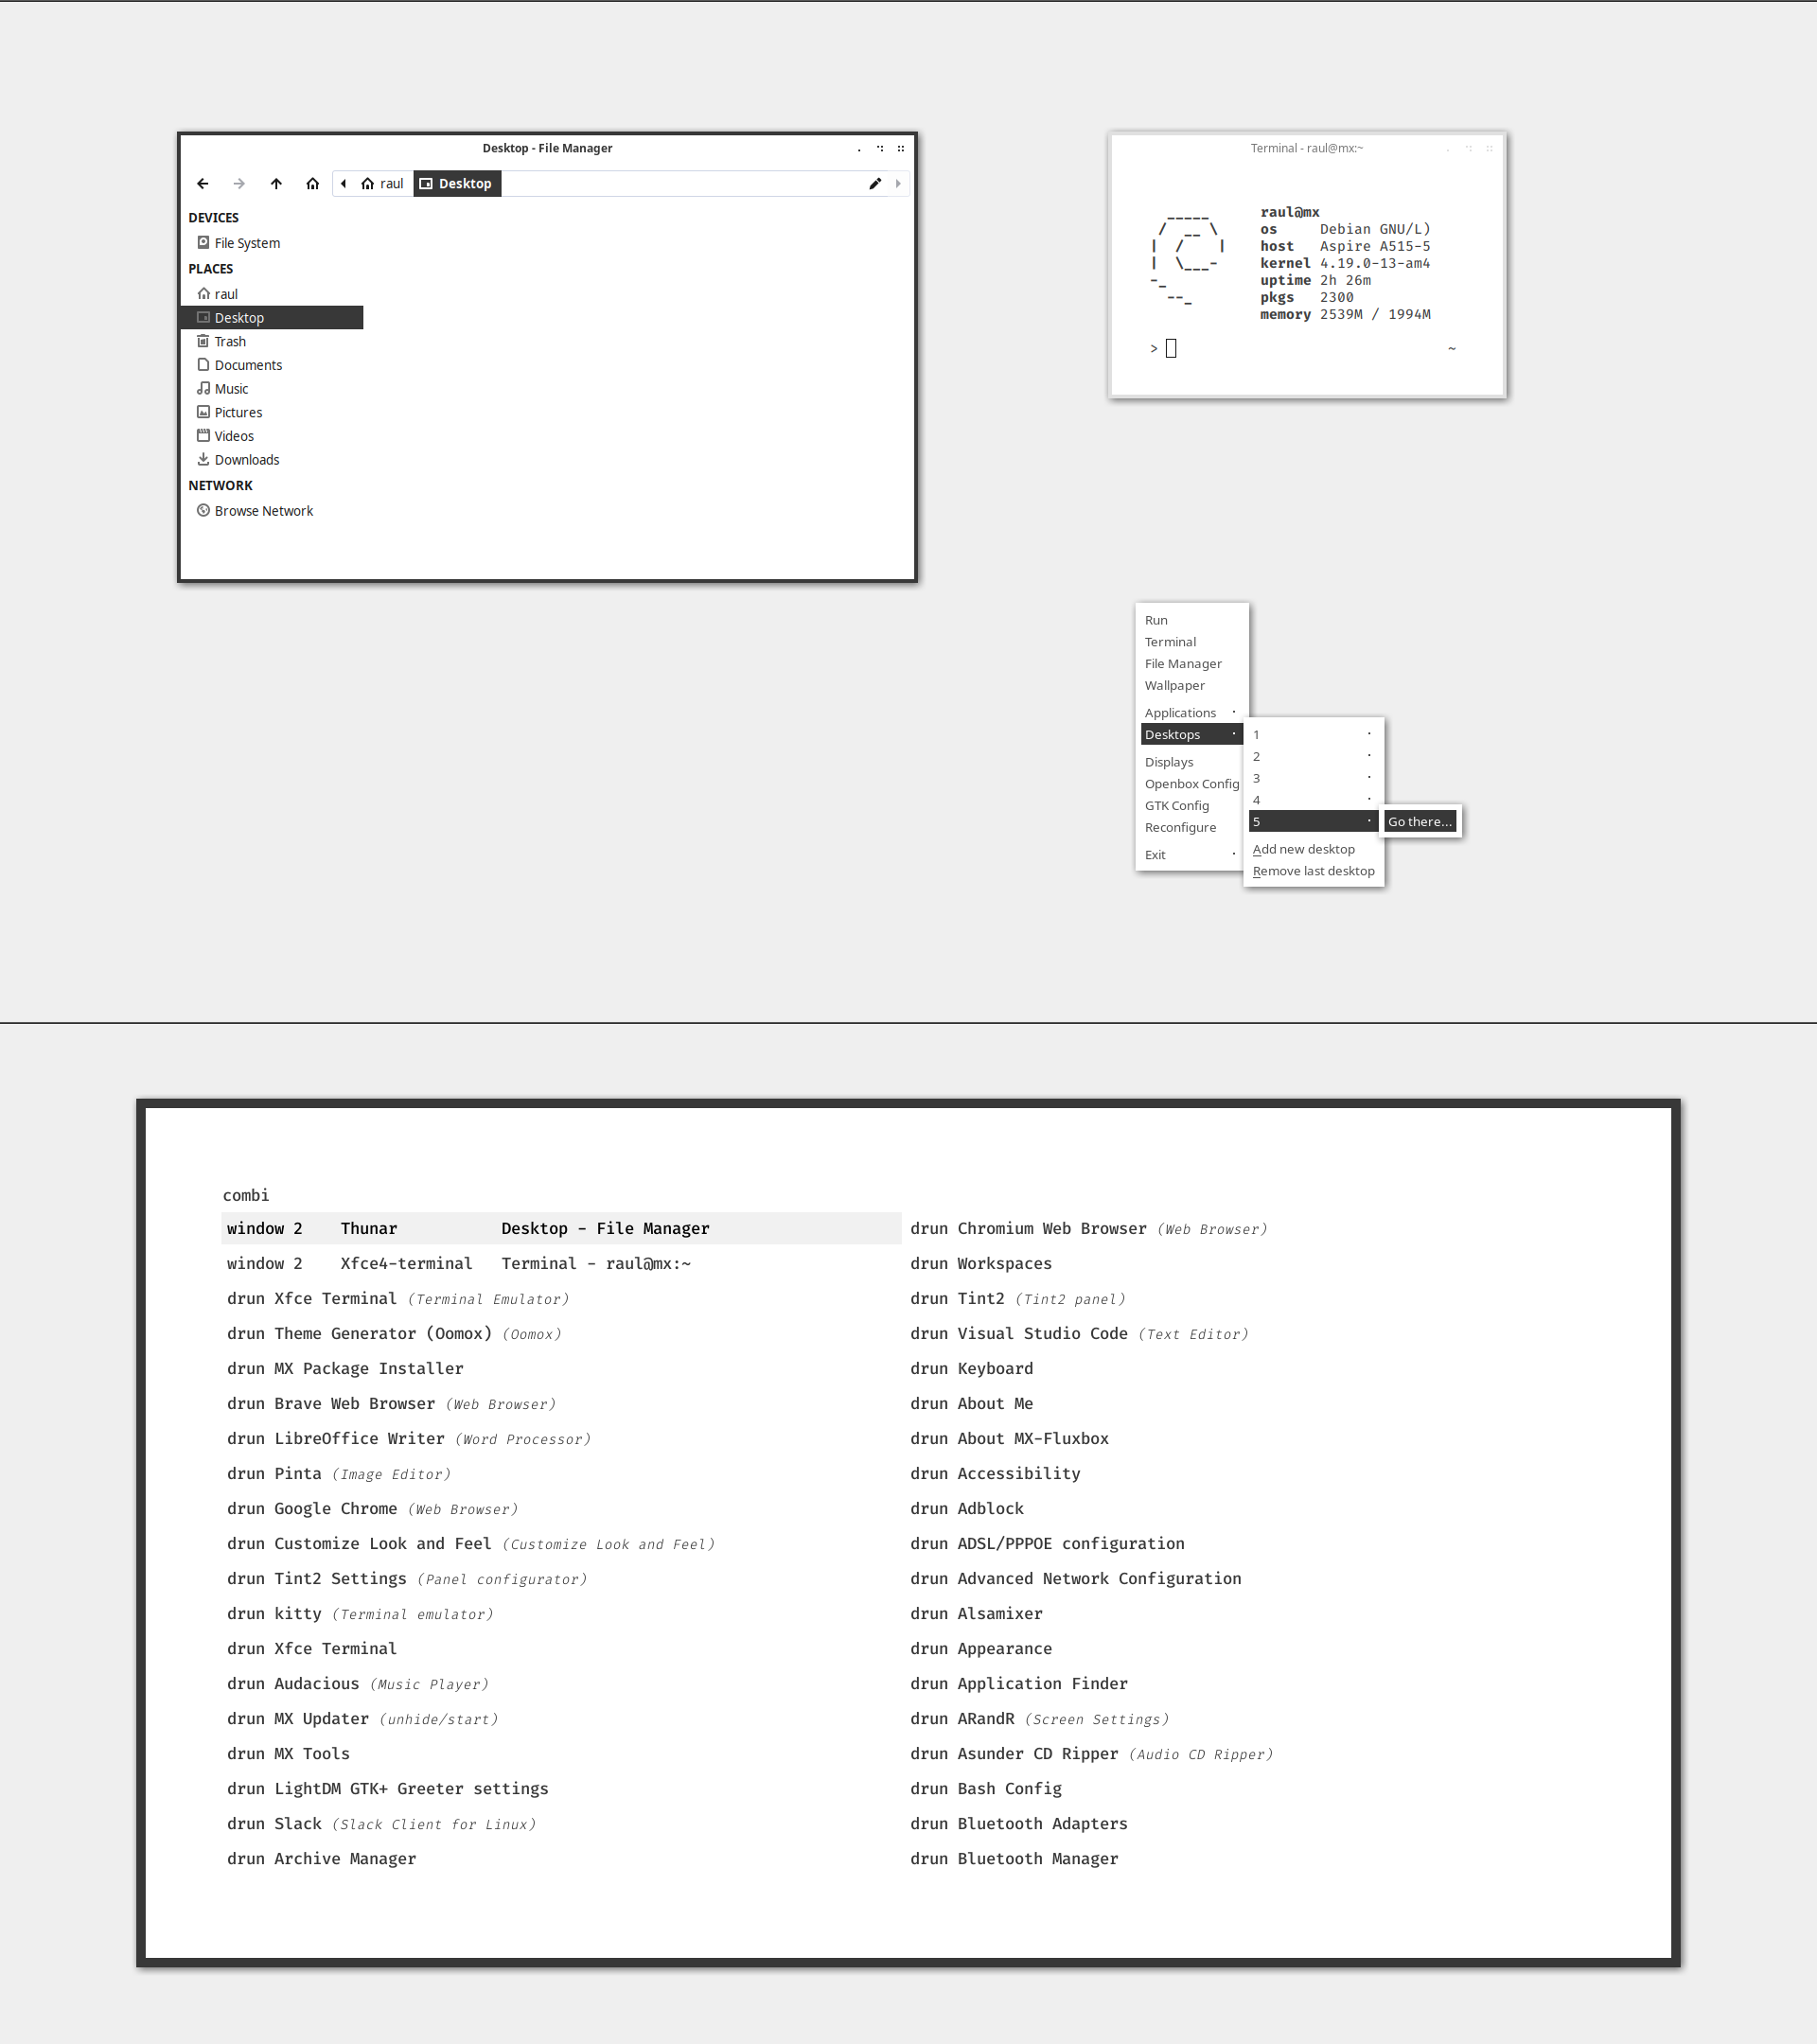 Desktop - File Manager
raul Desktop
DEVICES
File System
PLACES
raul
Desktop
Trash
Documents
Music
Pictures
Videos
Downloads
NETWORK
Browse Network
Terminal - raul@mx:~
raul@mx
os Debian GNU/L)
host Aspire A515-5
kernel 4.19.0-13-am4
uptime 2h 26m
pkgs 2300
memory 2539M / 1994M
> ~
Run
Terminal
File Manager
Wallpaper
Applications
Desktops
Displays
Openbox Config
GTK Config
Reconfigure
Exit
1
2
3
4
5
Add new desktop
Remove last desktop
Go there...
combi
window 2 Thunar Desktop - File Manager
window 2 Xfce4-terminal Terminal - raul@mx:~
drun Xfce Terminal (Terminal Emulator)
drun Theme Generator (Oomox) (Oomox)
drun MX Package Installer
drun Brave Web Browser (Web Browser)
drun LibreOffice Writer (Word Processor)
drun Pinta (Image Editor)
drun Google Chrome (Web Browser)
drun Customize Look and Feel (Customize Look and Feel)
drun Tint2 Settings (Panel configurator)
drun kitty (Terminal emulator)
drun Xfce Terminal
drun Audacious (Music Player)
drun MX Updater (unhide/start)
drun MX Tools
drun LightDM GTK+ Greeter settings
drun Slack (Slack Client for Linux)
drun Archive Manager
drun Chromium Web Browser (Web Browser)
drun Workspaces
drun Tint2 (Tint2 panel)
drun Visual Studio Code (Text Editor)
drun Keyboard
drun About Me
drun About MX-Fluxbox
drun Accessibility
drun Adblock
drun ADSL/PPPOE configuration
drun Advanced Network Configuration
drun Alsamixer
drun Appearance
drun Application Finder
drun ARandR (Screen Settings)
drun Asunder CD Ripper (Audio CD Ripper)
drun Bash Config
drun Bluetooth Adapters
drun Bluetooth Manager